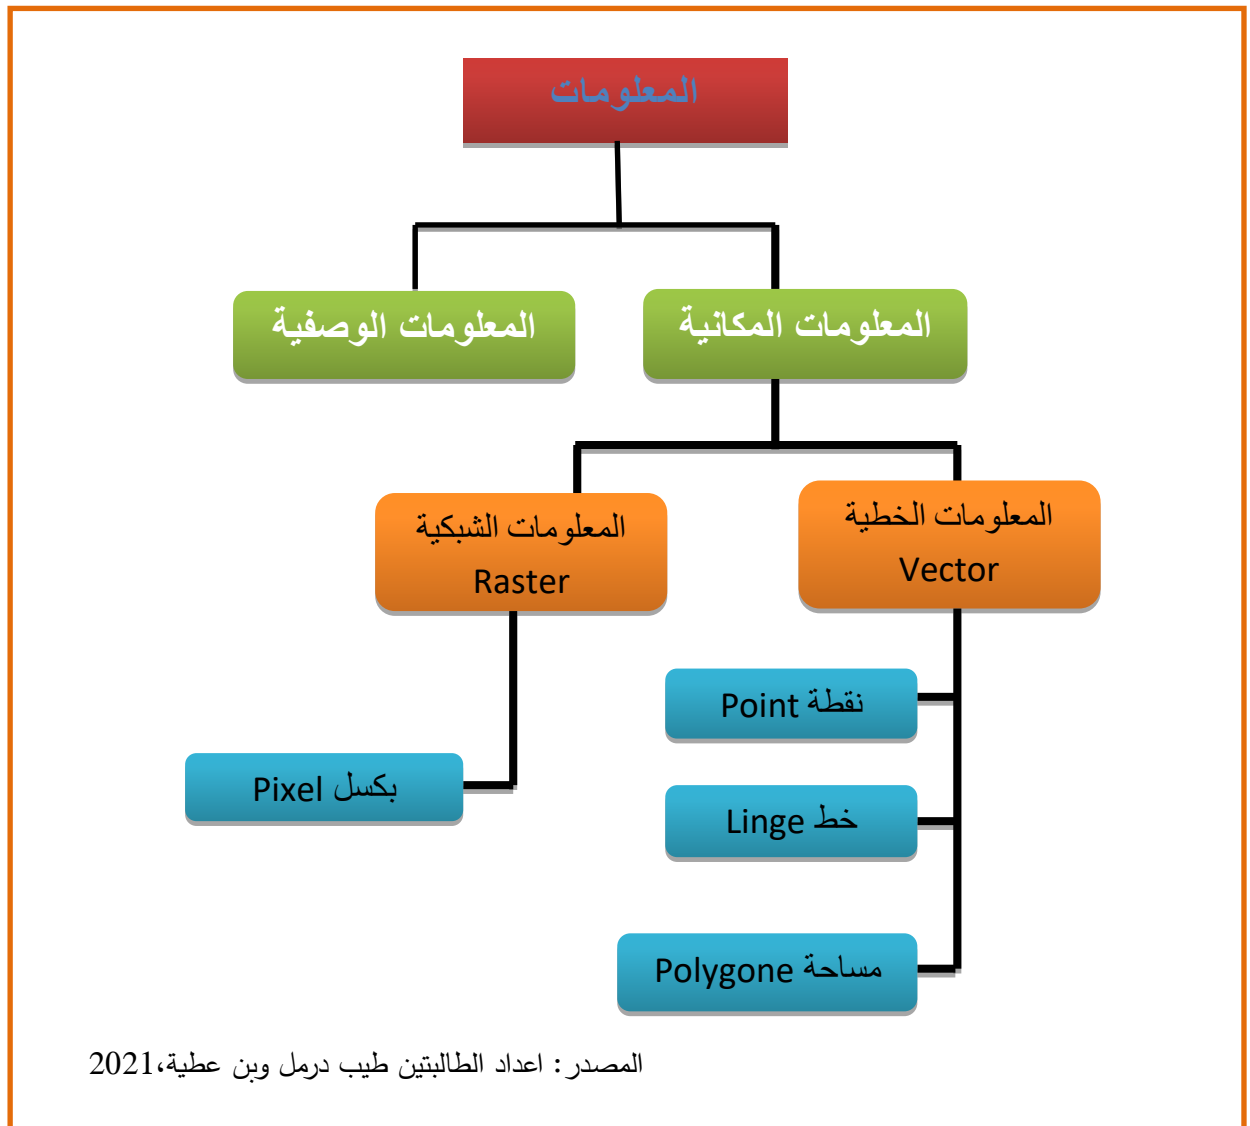 المعلومات
المعلومات المكانية
المعلومات الوصفية
المعلومات الخطية
Vector
المعلومات الشبكية
Raster
نقطة Point
بكسل Pixel
خط Linge
مساحة Polygone
المصدر: اعداد الطالبتين طيب درمل وبن عطية،2021